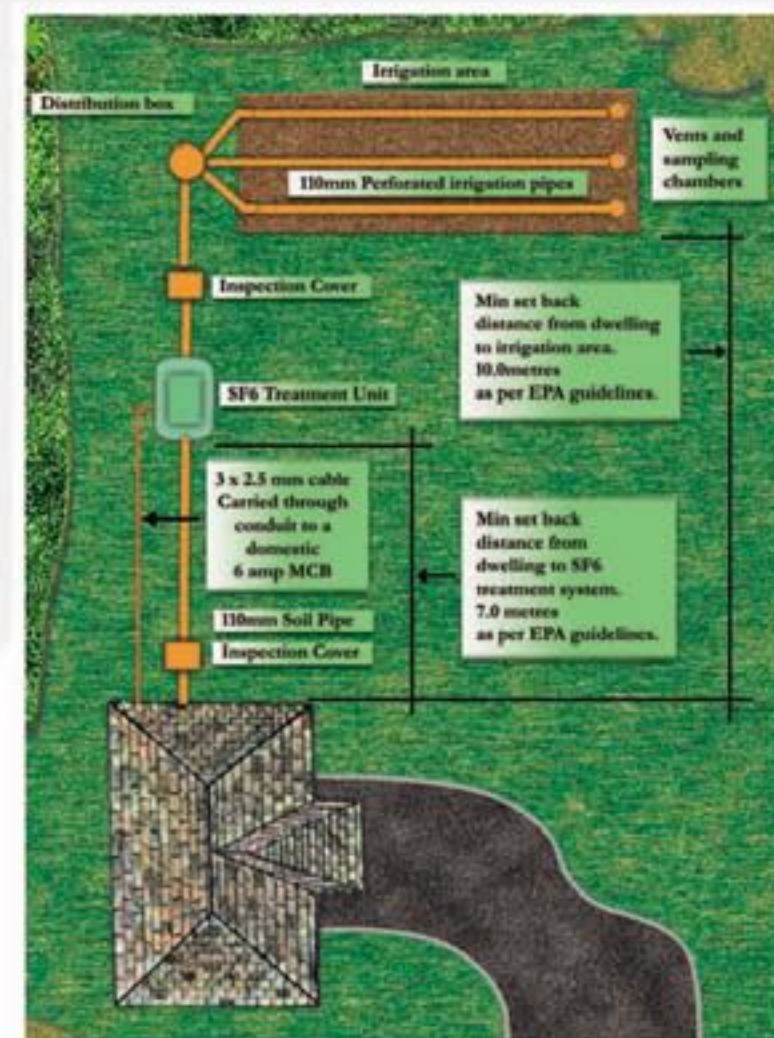 Irrigation area
Distribution box
Vents and
sampling
chambers
110mm Perforated irrigation pipes
Inspection Cover
Min set back
distance from dwelling
to irrigation area.
10.0metres
as per EPA guidelines.
SF6 Treatment Unit
3 x 2.5 mm cable
Carried through
conduit to a
domestic
6 amp MCB
Min set back
distance from
dwelling to SF6
treatment system.
7.0 metres
as per EPA guidelines.
110mm Soil Pipe
Inspection Cover